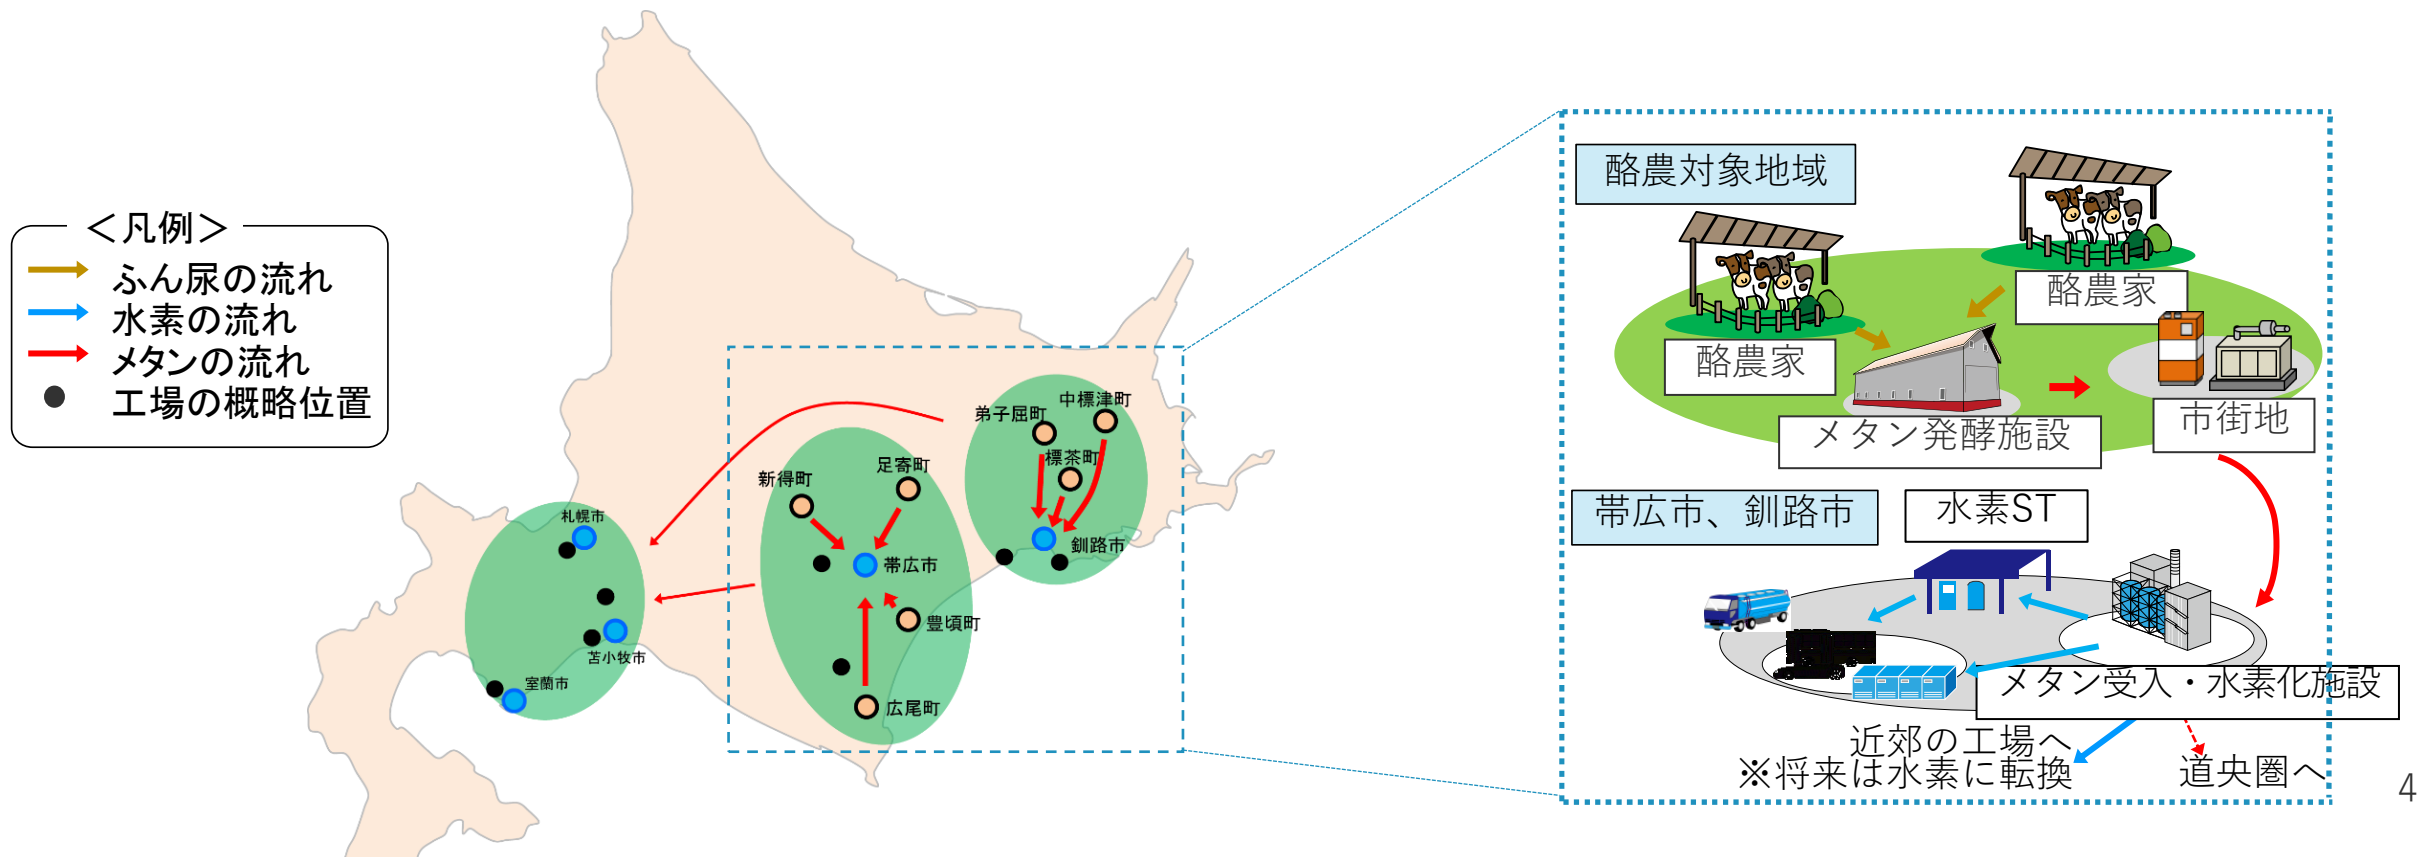 ＜凡例＞
ふん尿の流れ
水素の流れ
メタンの流れ
工場の概略位置
札幌市
苫小牧市
室蘭市
新得町
足寄町
帯広市
豊頃町
広尾町
弟子屈町
中標津町
標茶町
釧路市
酪農対象地域
酪農家
酪農家
メタン発酵施設
市街地
帯広市、釧路市
水素ST
メタン受入・水素化施設
近郊の工場へ
※将来は水素に転換
道央圏へ
4